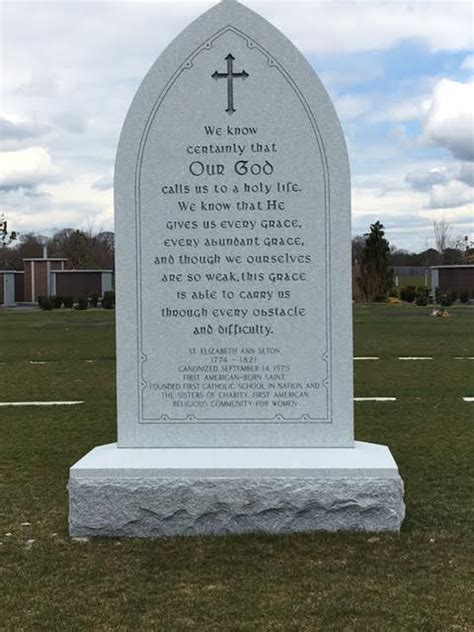 We know
certainly that
Our God
calls us to a holy life.
We know that He
gives us every grace,
every abundant grace,
and though we ourselves
are so weak, this grace
is able to carry us
through every obstacle
and difficulty.
ST. ELIZABETH ANN SETON
1774 – 1821
CANONIZED SEPTEMBER 14 1975
FIRST AMERICAN-BORN SAINT
FOUNDED FIRST CATHOLIC SCHOOL IN NATION AND
THE SISTERS OF CHARITY, FIRST AMERICAN
RELIGIOUS COMMUNITY FOR WOMEN